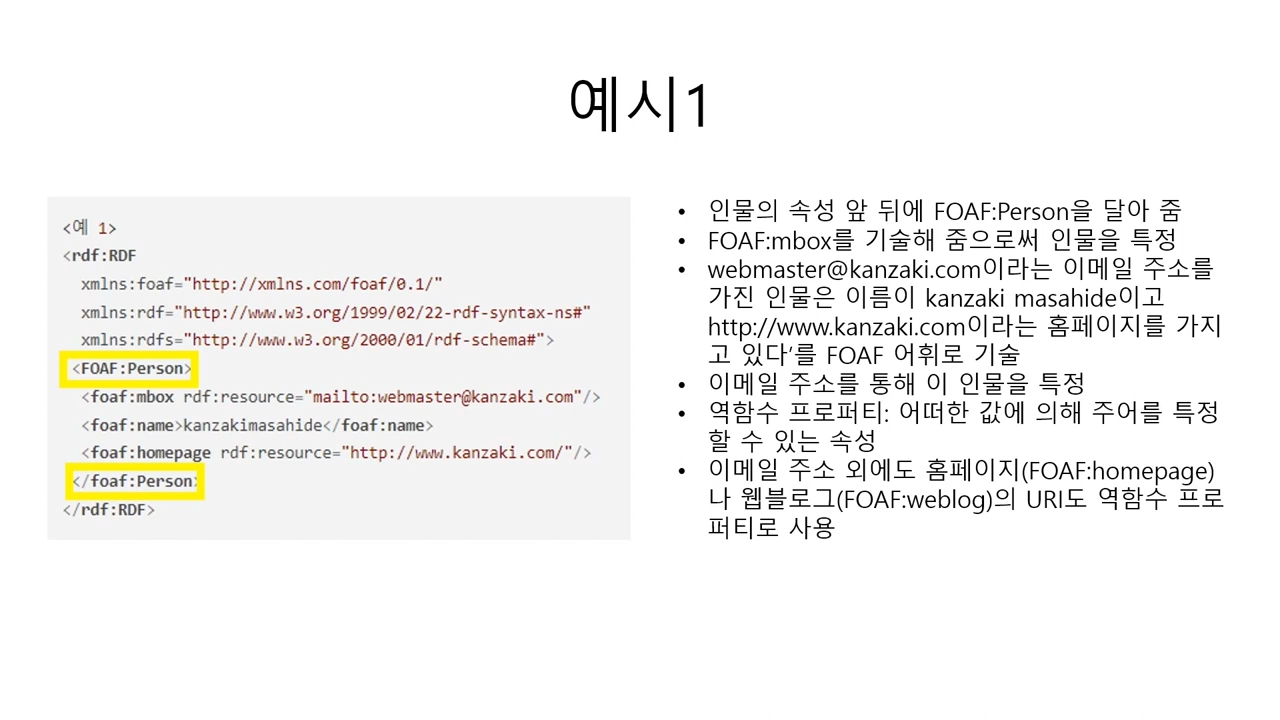 예시1
<예 1>
<rdf:RDF
xmlns:foaf="http://xmlns.com/foaf/0.1/"
xmlns:rdf="http://www.w3.org/1999/02/22-rdf-syntax-ns#"
xmlns:rdfs="http://www.w3.org/2000/01/rdf-schema#">
<FOAF:Person>
<foaf:mbox rdf:resource="mailto:webmaster@kanzaki.com"/>
<foaf:name>kanzakimasahide</foaf:name>
<foaf:homepage rdf:resource="http://www.kanzaki.com/"/>
</foaf:Person>
</rdf:RDF>
• 인물의 속성 앞 뒤에 FOAF:Person을 달아 줌
• FOAF:mbox를 기술해 줌으로써 인물을 특정
• webmaster@kanzaki.com이라는 이메일 주소를
가진 인물은 이름이 kanzaki masahide이고
http://www.kanzaki.com이라는 홈페이지를 가지
고 있다'를 FOAF 어휘로 기술
• 이메일 주소를 통해 이 인물을 특정
• 역함수 프로퍼티: 어떠한 값에 의해 주어를 특정
할 수 있는 속성
• 이메일 주소 외에도 홈페이지(FOAF:homepage)
나 웹블로그(FOAF:weblog)의 URI도 역함수 프로
퍼티로 사용